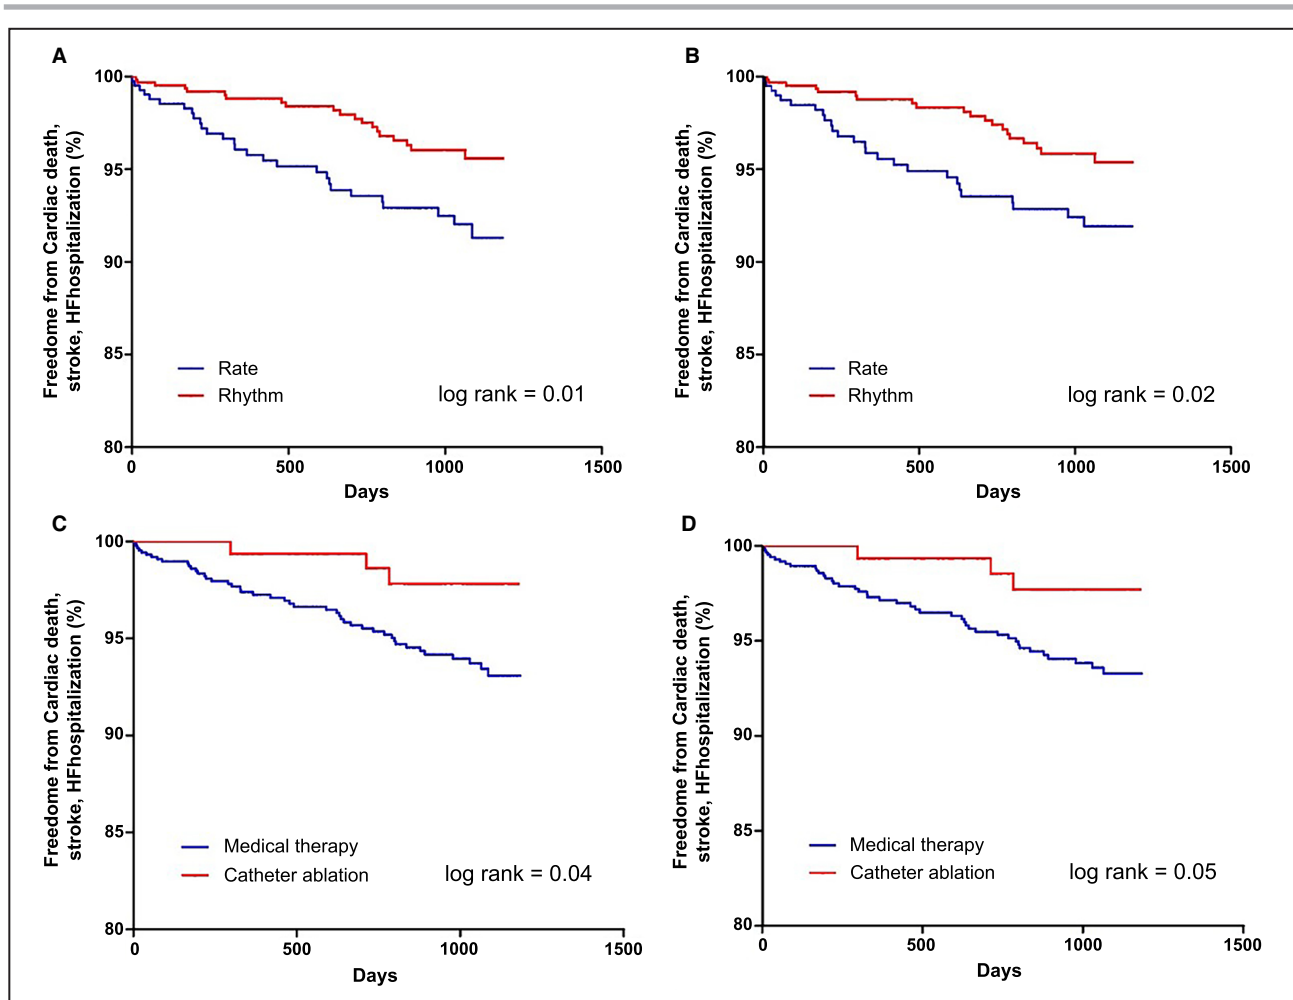 A
Freedome from Cardiac death,
stroke, HFhospitalization (%)
100
95
90
85
80
Rate
Rhythm
log rank = 0.01
0
500
1000
1500
Days
B
Freedome from Cardiac death,
stroke, HFhospitalization (%)
100
95
90
85
80
Rate
Rhythm
log rank = 0.02
0
500
1000
1500
Days
C
Freedome from Cardiac death,
stroke, HFhospitalization (%)
100
95
90
85
80
Medical therapy
Catheter ablation
log rank = 0.04
0
500
1000
1500
Days
D
Freedome from Cardiac death,
stroke, HFhospitalization (%)
100
95
90
85
80
Medical therapy
Catheter ablation
log rank = 0.05
0
500
1000
1500
Days